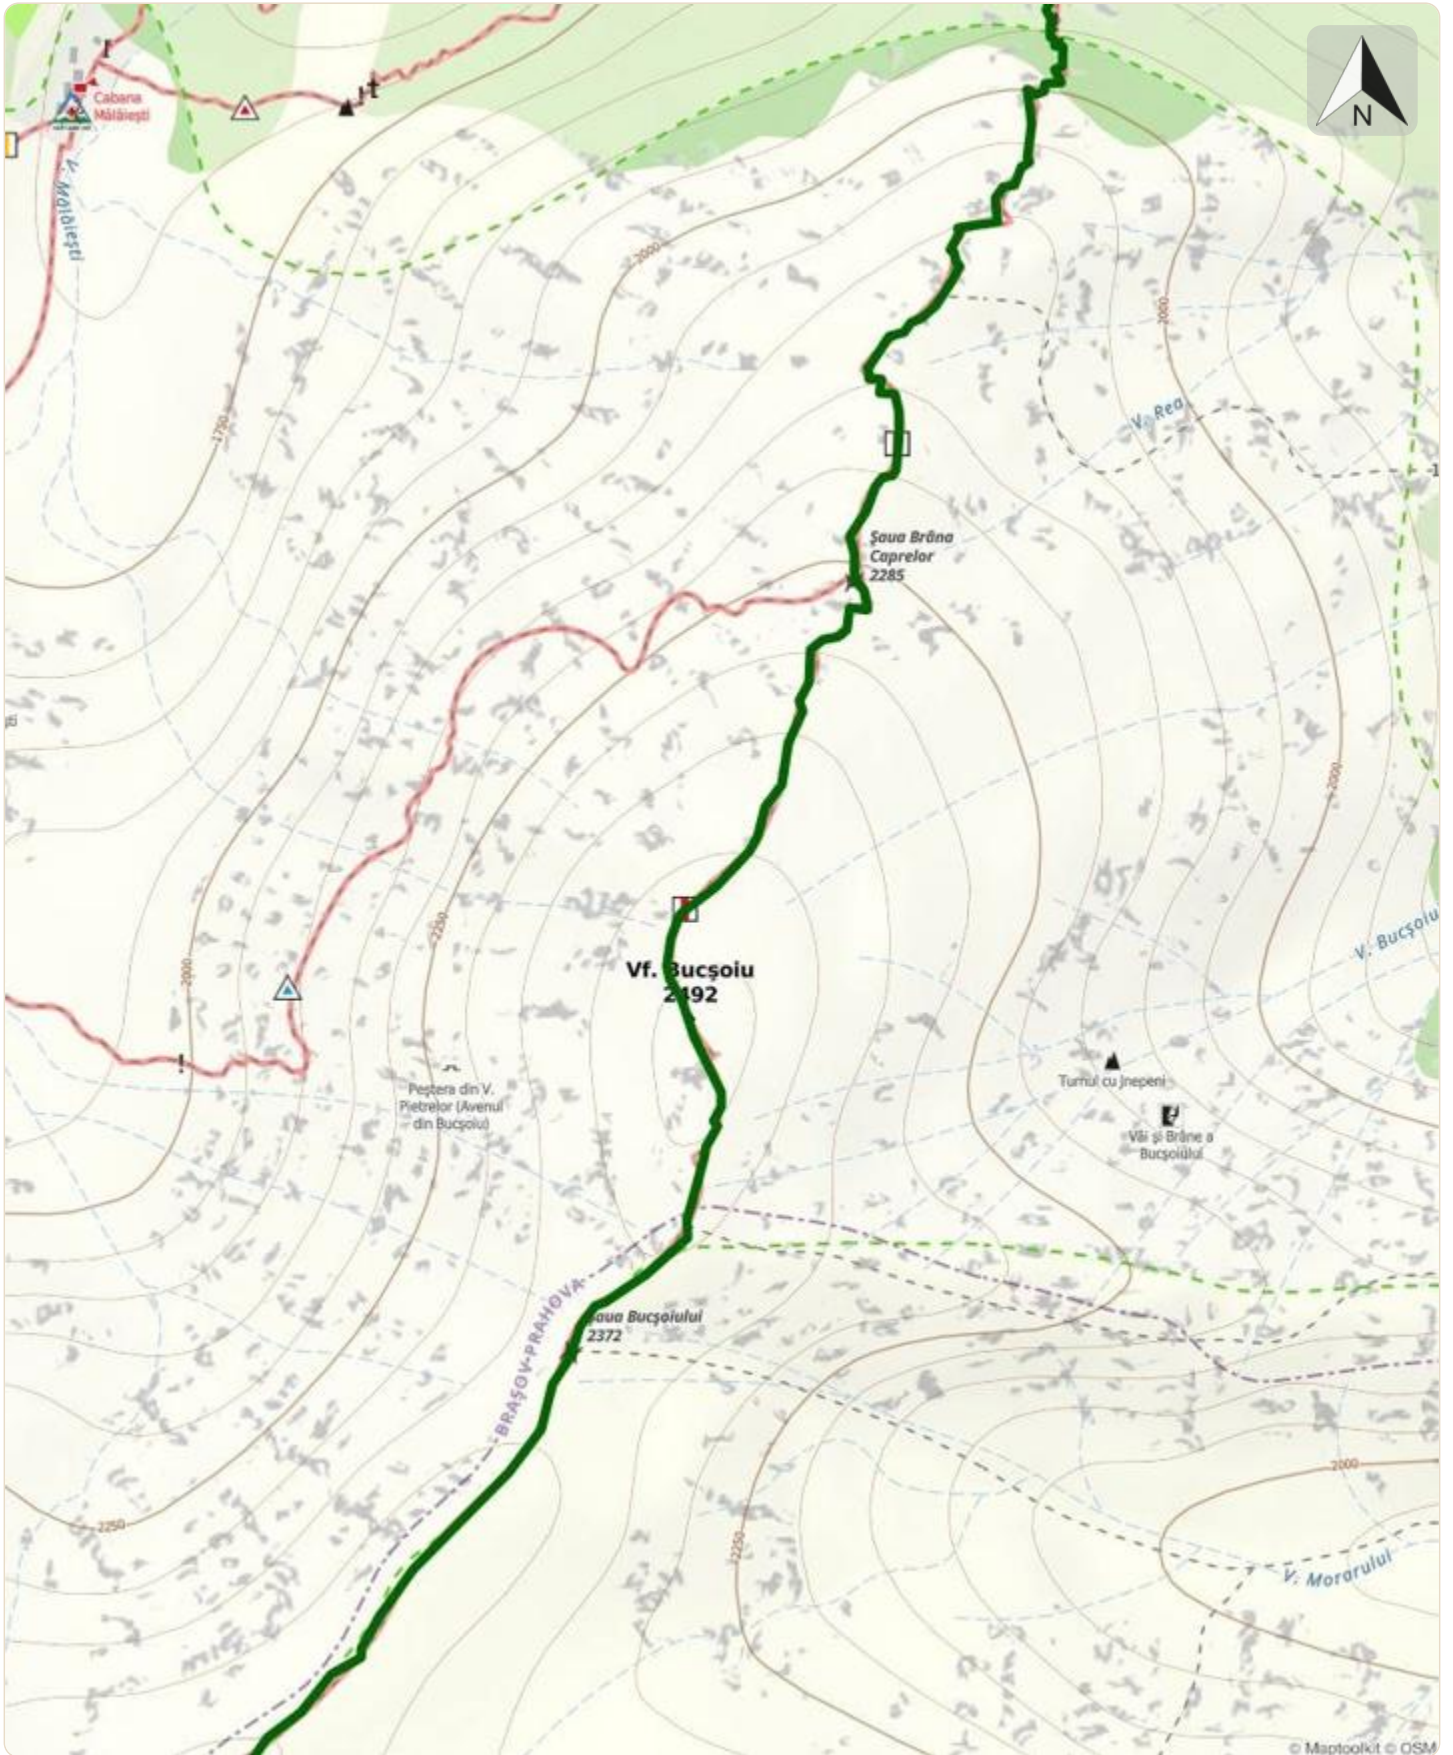 N
Cabana
Mălăiești
V. Mălăiești
2000
1750
2000
V. Rea
Șaua Brâna
Caprelor
2285
2000
2250
V. Bucșoiu
Vf. Bucșoiu
2492
2000
!
Peștera din V.
Pietrelor (Avenul
din Bucșoiu)
Turnul cu Jnepeni
Văi și Brâne a
Bucșoiului
BRAȘOV
PRAHOVA
Șaua Bucșoiului
2372
2000
2250
2250
V. Morarului
© Maptoolkit © OSM